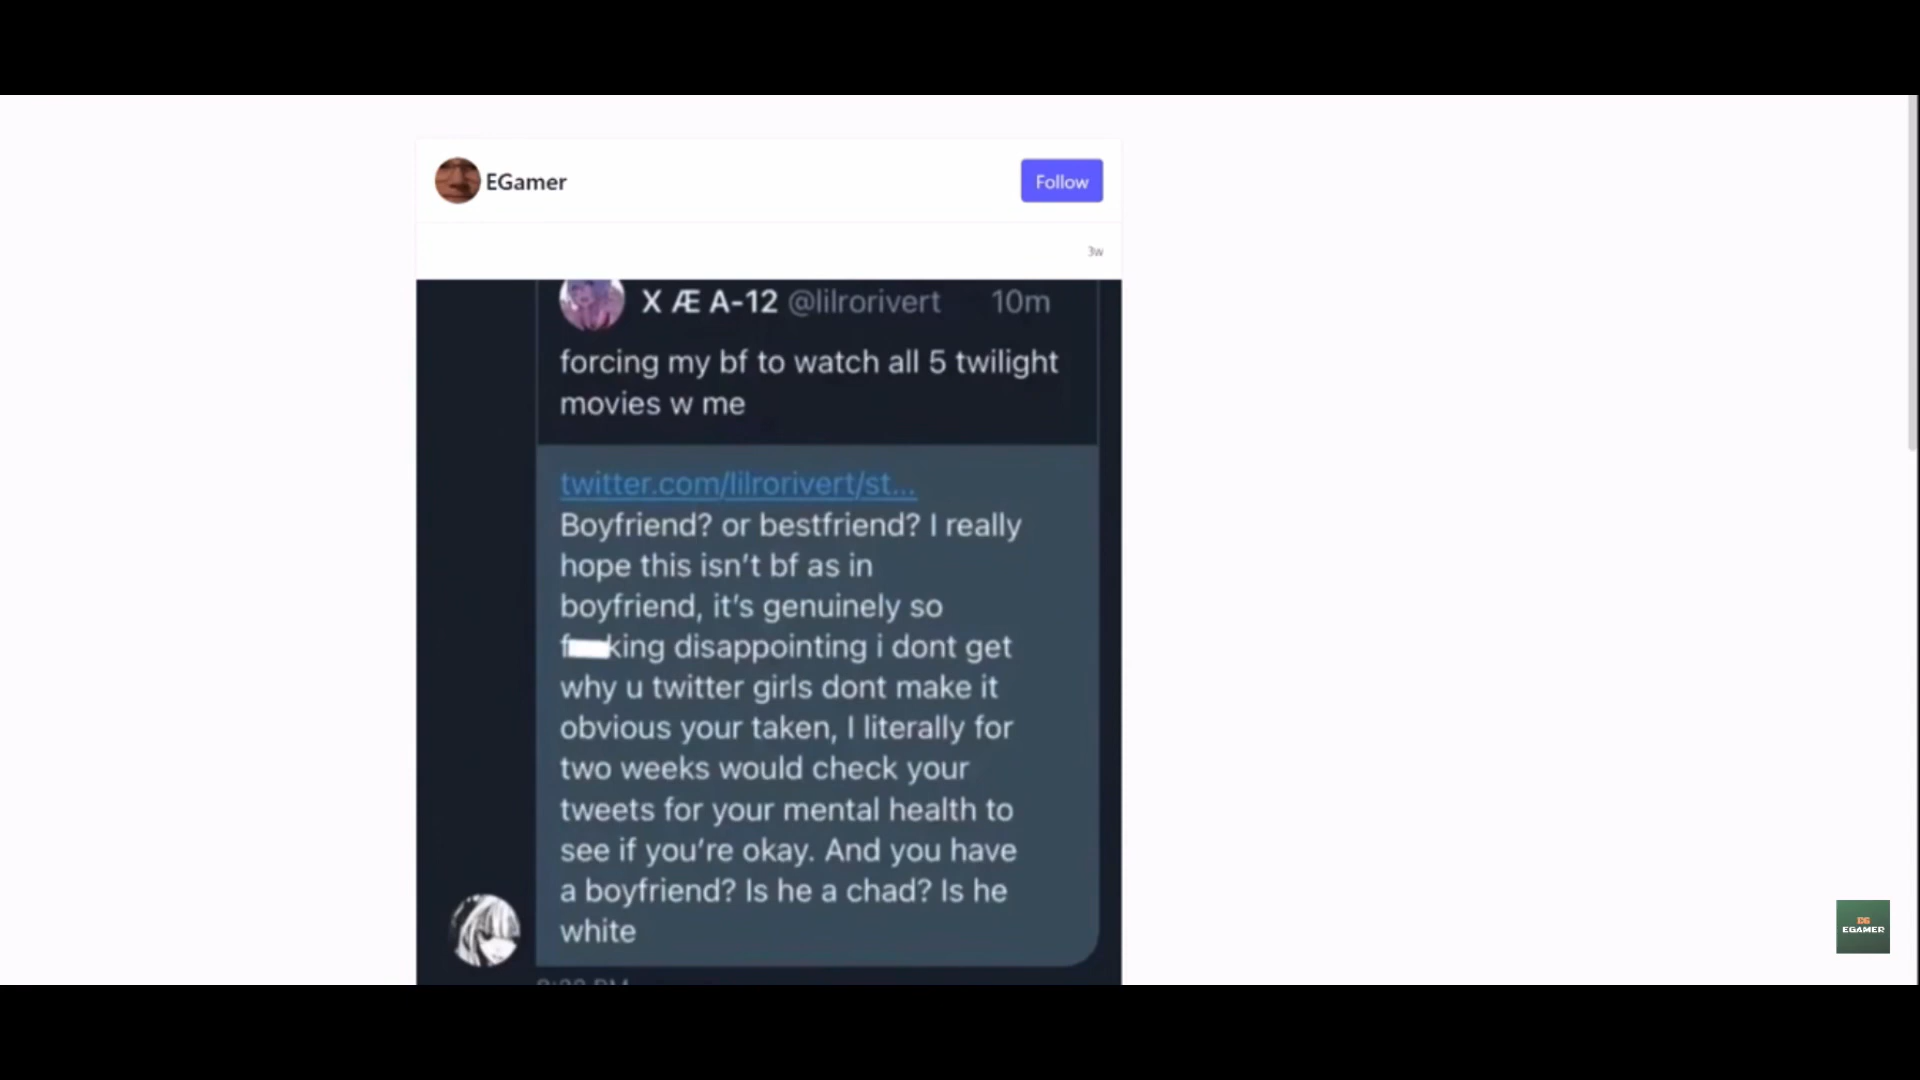 EGamer
Follow
3w
X Æ A-12 @lilrorivert 10m
forcing my bf to watch all 5 twilight
movies w me
twitter.com/lilrorivert/st...
Boyfriend? or bestfriend? I really
hope this isn't bf as in
boyfriend, it's genuinely so
f king disappointing i dont get
why u twitter girls dont make it
obvious your taken, I literally for
two weeks would check your
tweets for your mental health to
see if you're okay. And you have
a boyfriend? Is he a chad? Is he
white
EG
EGAMER